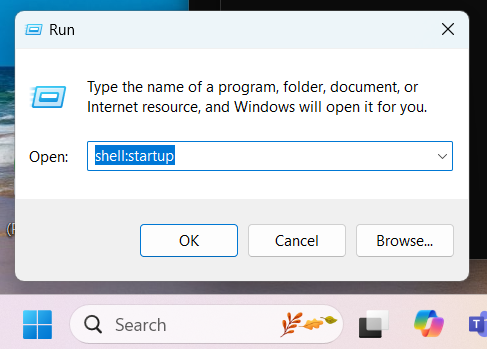 Run
Type the name of a program, folder, document, or
Internet resource, and Windows will open it for you.
Open: shell:startup
OK Cancel Browse...
Search